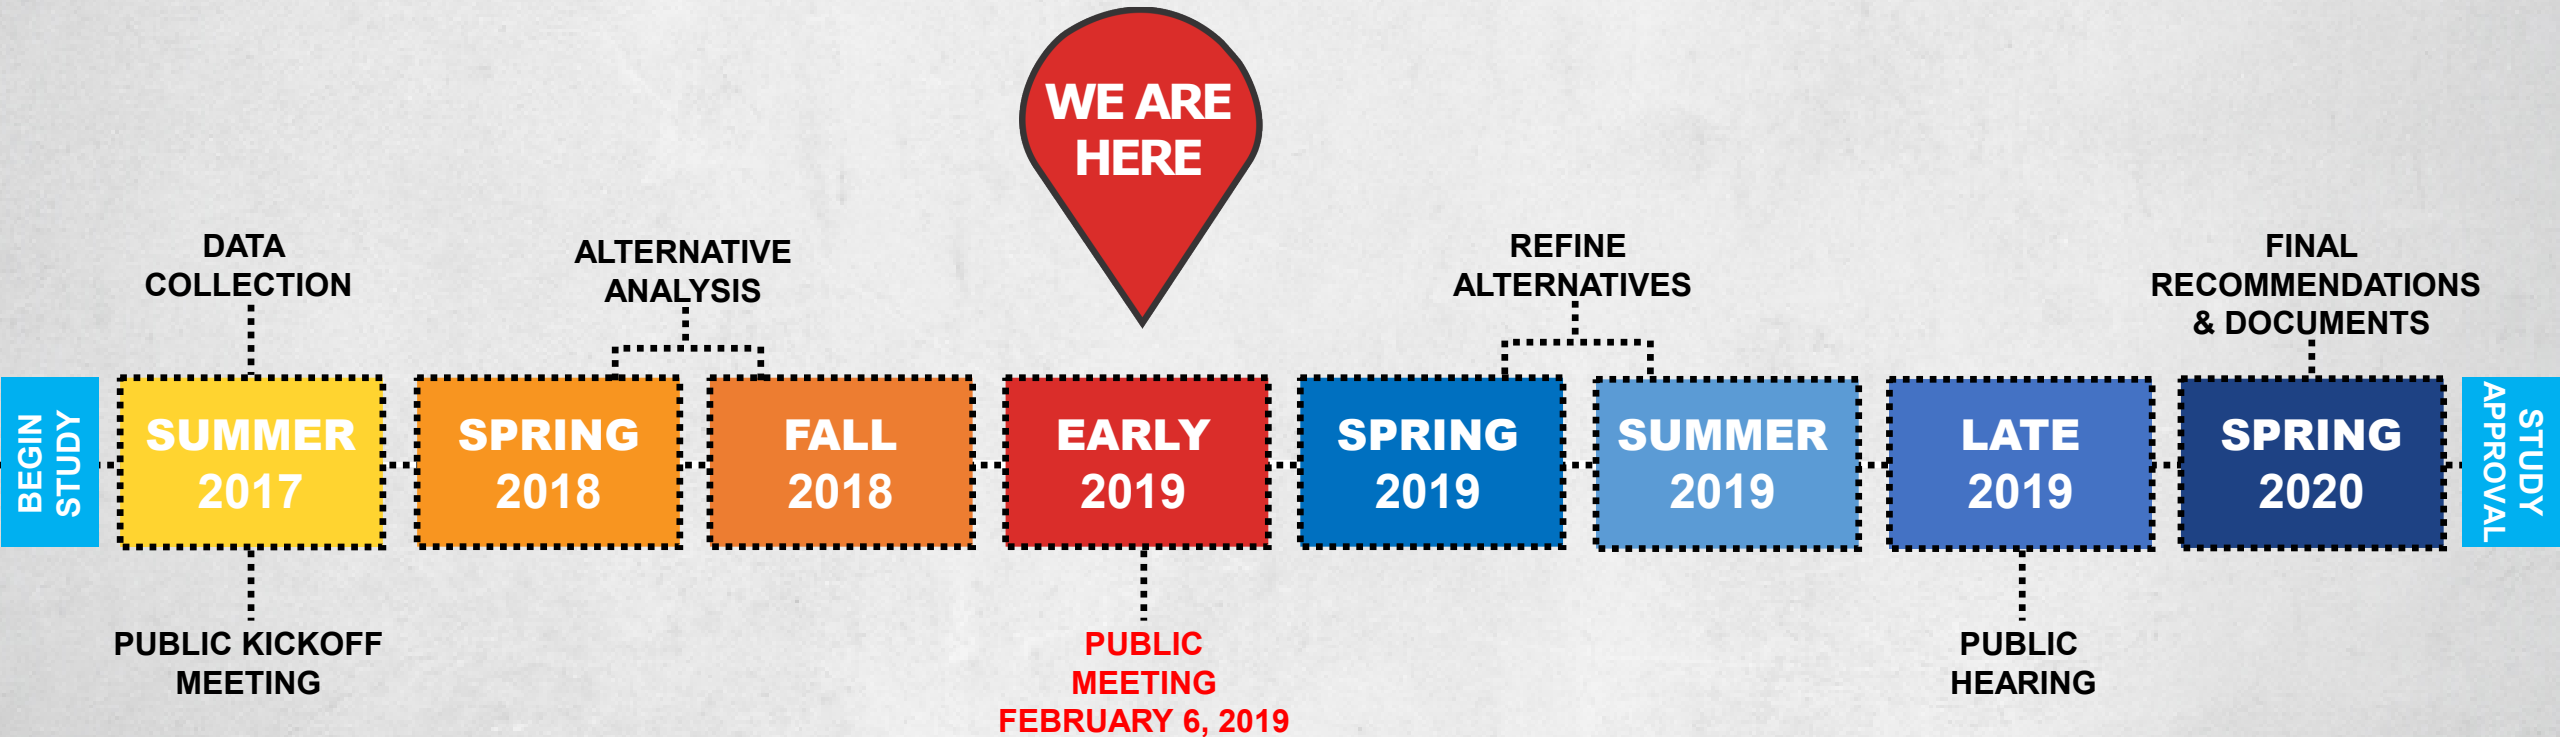 WE ARE
HERE
DATA
COLLECTION
ALTERNATIVE
ANALYSIS
REFINE
ALTERNATIVES
FINAL
RECOMMENDATIONS
& DOCUMENTS
BEGIN
STUDY
SUMMER
2017
SPRING
2018
FALL
2018
EARLY
2019
SPRING
2019
SUMMER
2019
LATE
2019
SPRING
2020
STUDY
APPROVAL
PUBLIC KICKOFF
MEETING
PUBLIC
MEETING
FEBRUARY 6, 2019
PUBLIC
HEARING